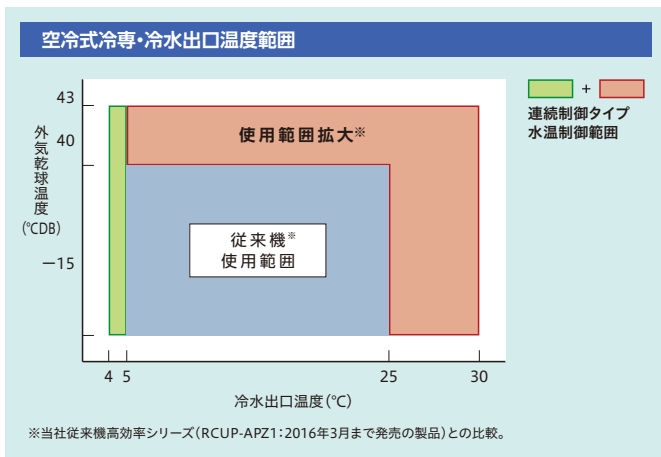 空冷式冷専・冷水出口温度範囲
43
外気乾球温度
40
(℃DB)
−15
使用範囲拡大※
従来機※
使用範囲
+
連続制御タイプ
水温制御範囲
4 5 25 30
冷水出口温度(℃)
※当社従来機高効率シリーズ(RCUP-APZ1:2016年3月まで発売の製品)との比較。